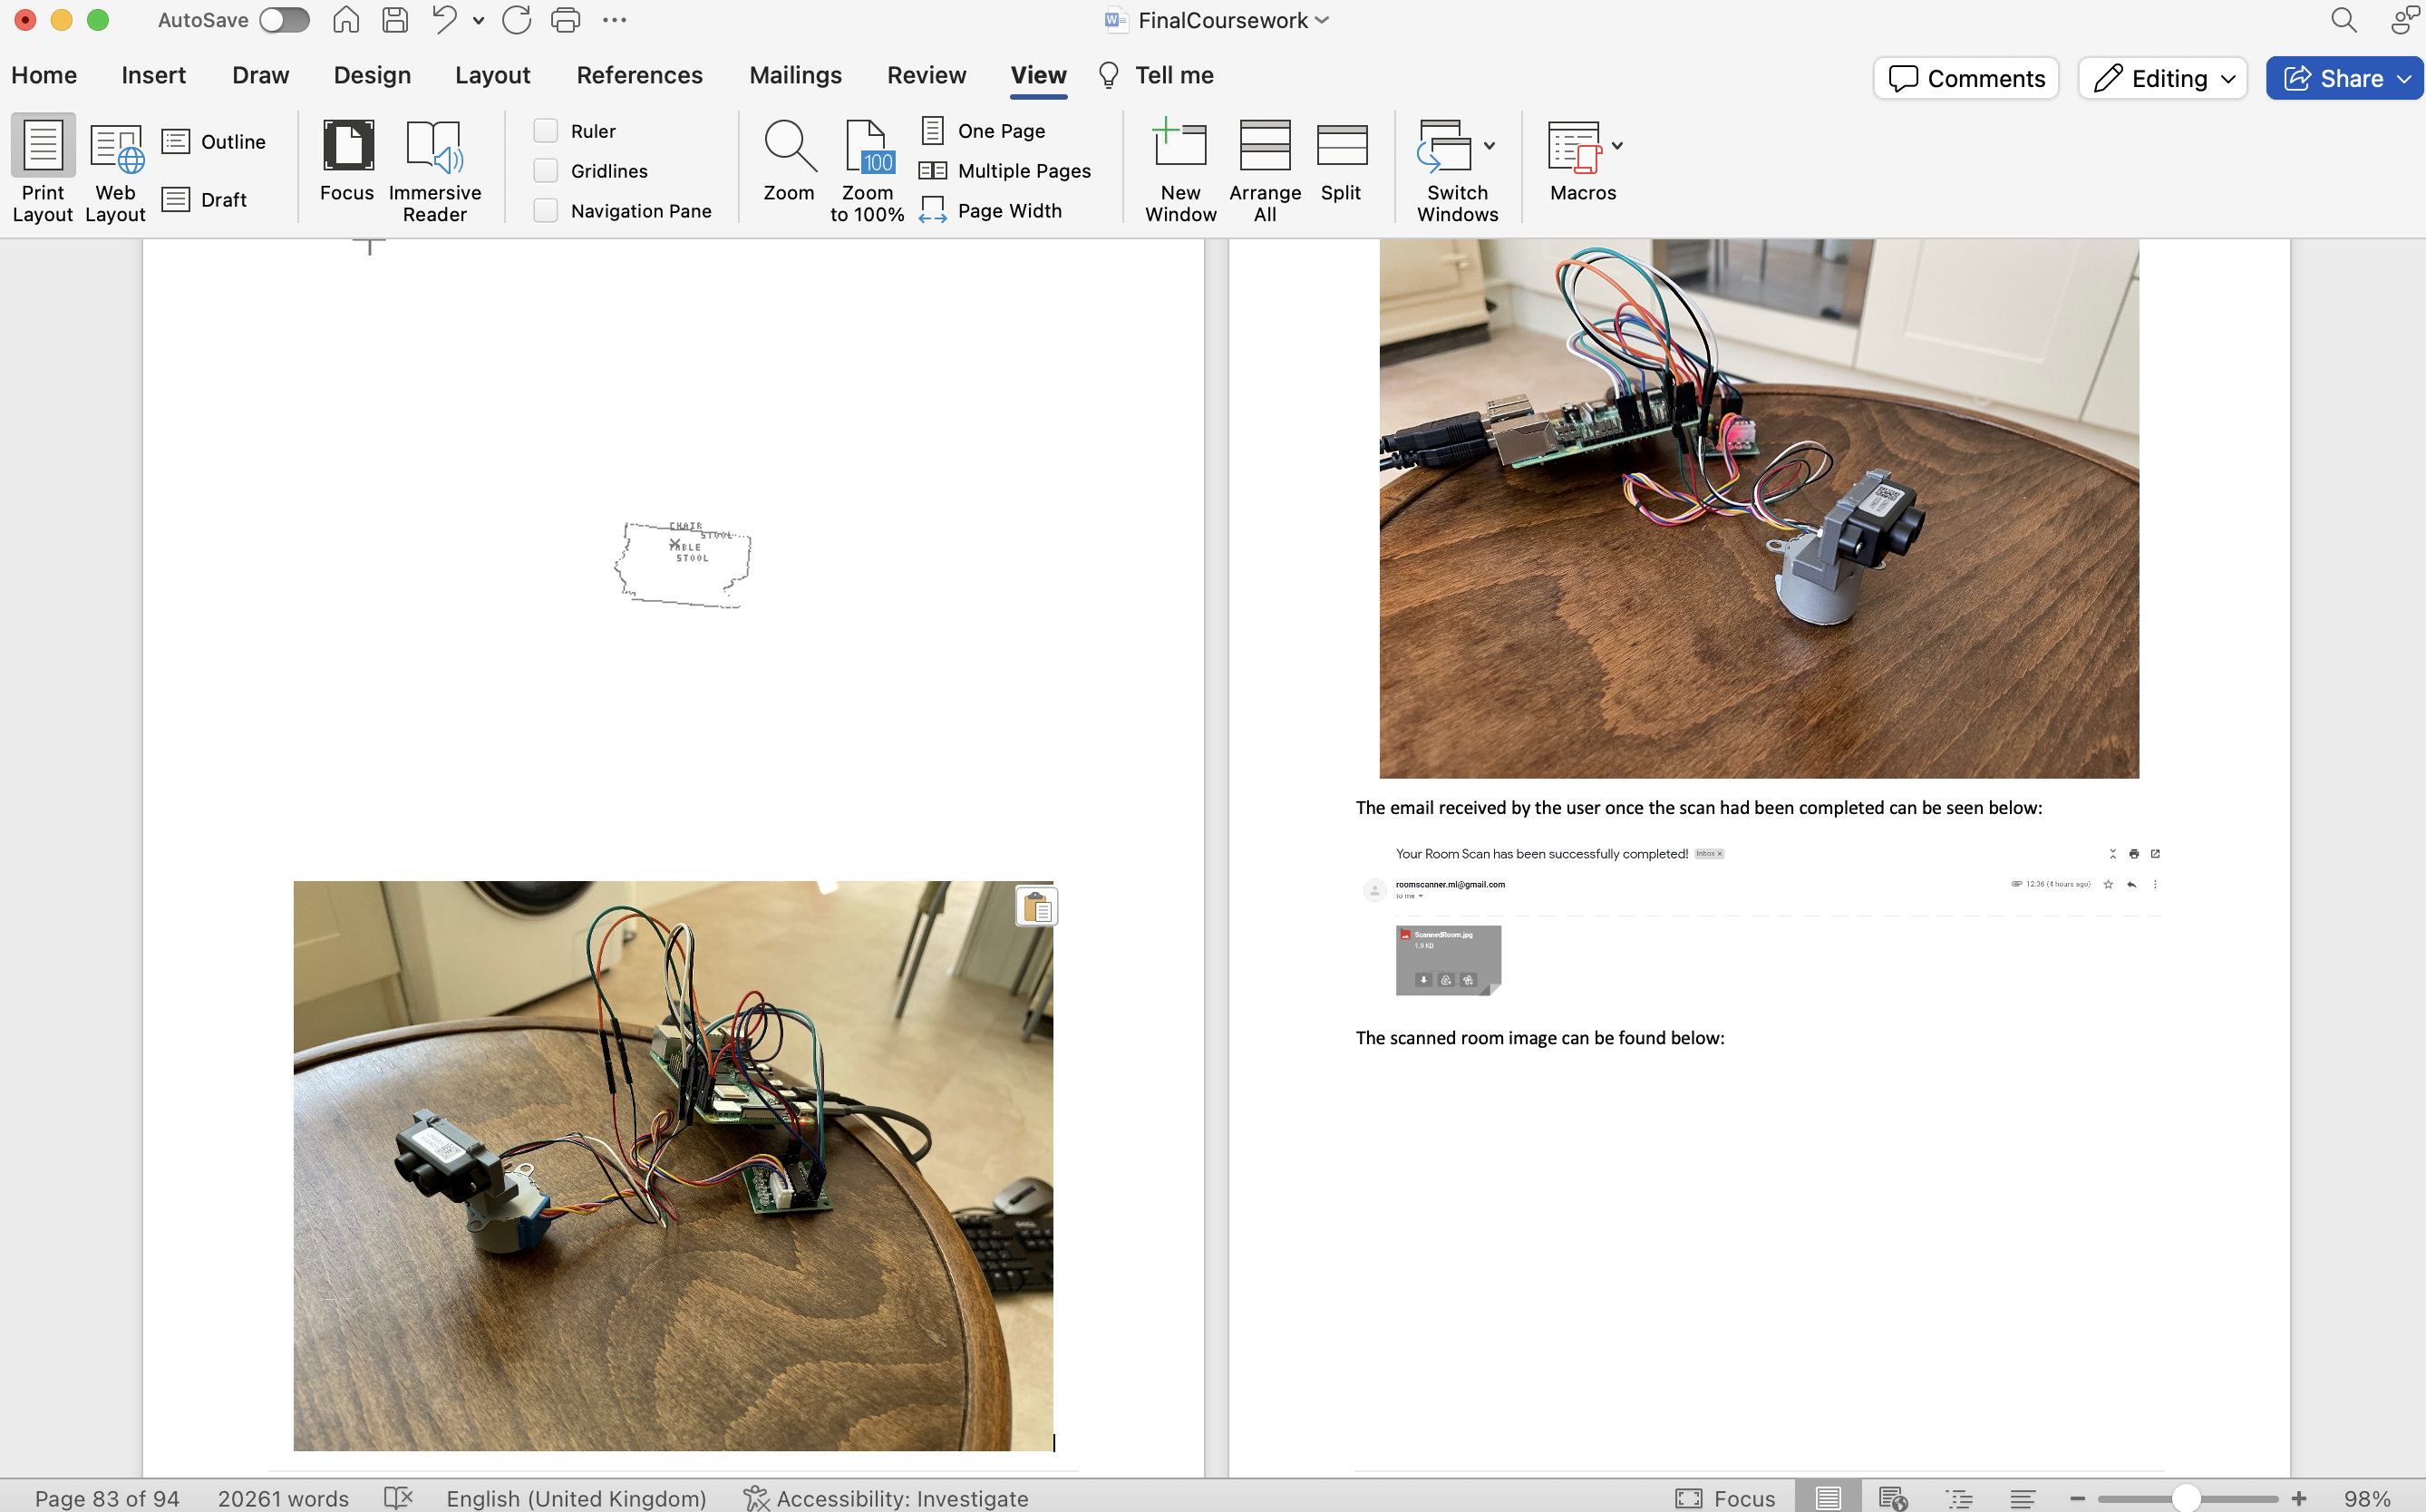 AutoSave
FinalCoursework
Home Insert Draw Design Layout References Mailings Review View Tell me
Comments Editing Share
Print Layout
Web Layout
Outline
Draft
Focus
Immersive Reader
Ruler
Gridlines
Navigation Pane
Zoom
100
Zoom to 100%
One Page
Multiple Pages
Page Width
New Window
Arrange All
Split
Switch Windows
Macros
CHAIR
STOOL
TABLE
STOOL
The email received by the user once the scan had been completed can be seen below:
Your Room Scan has been successfully completed! Inbox ×
roomscanner.ml@gmail.com
to me
12:36 (4 hours ago)
ScannedRoom.jpg
1.9 KB
The scanned room image can be found below:
Page 83 of 94 20261 words English (United Kingdom) Accessibility: Investigate Focus 98%